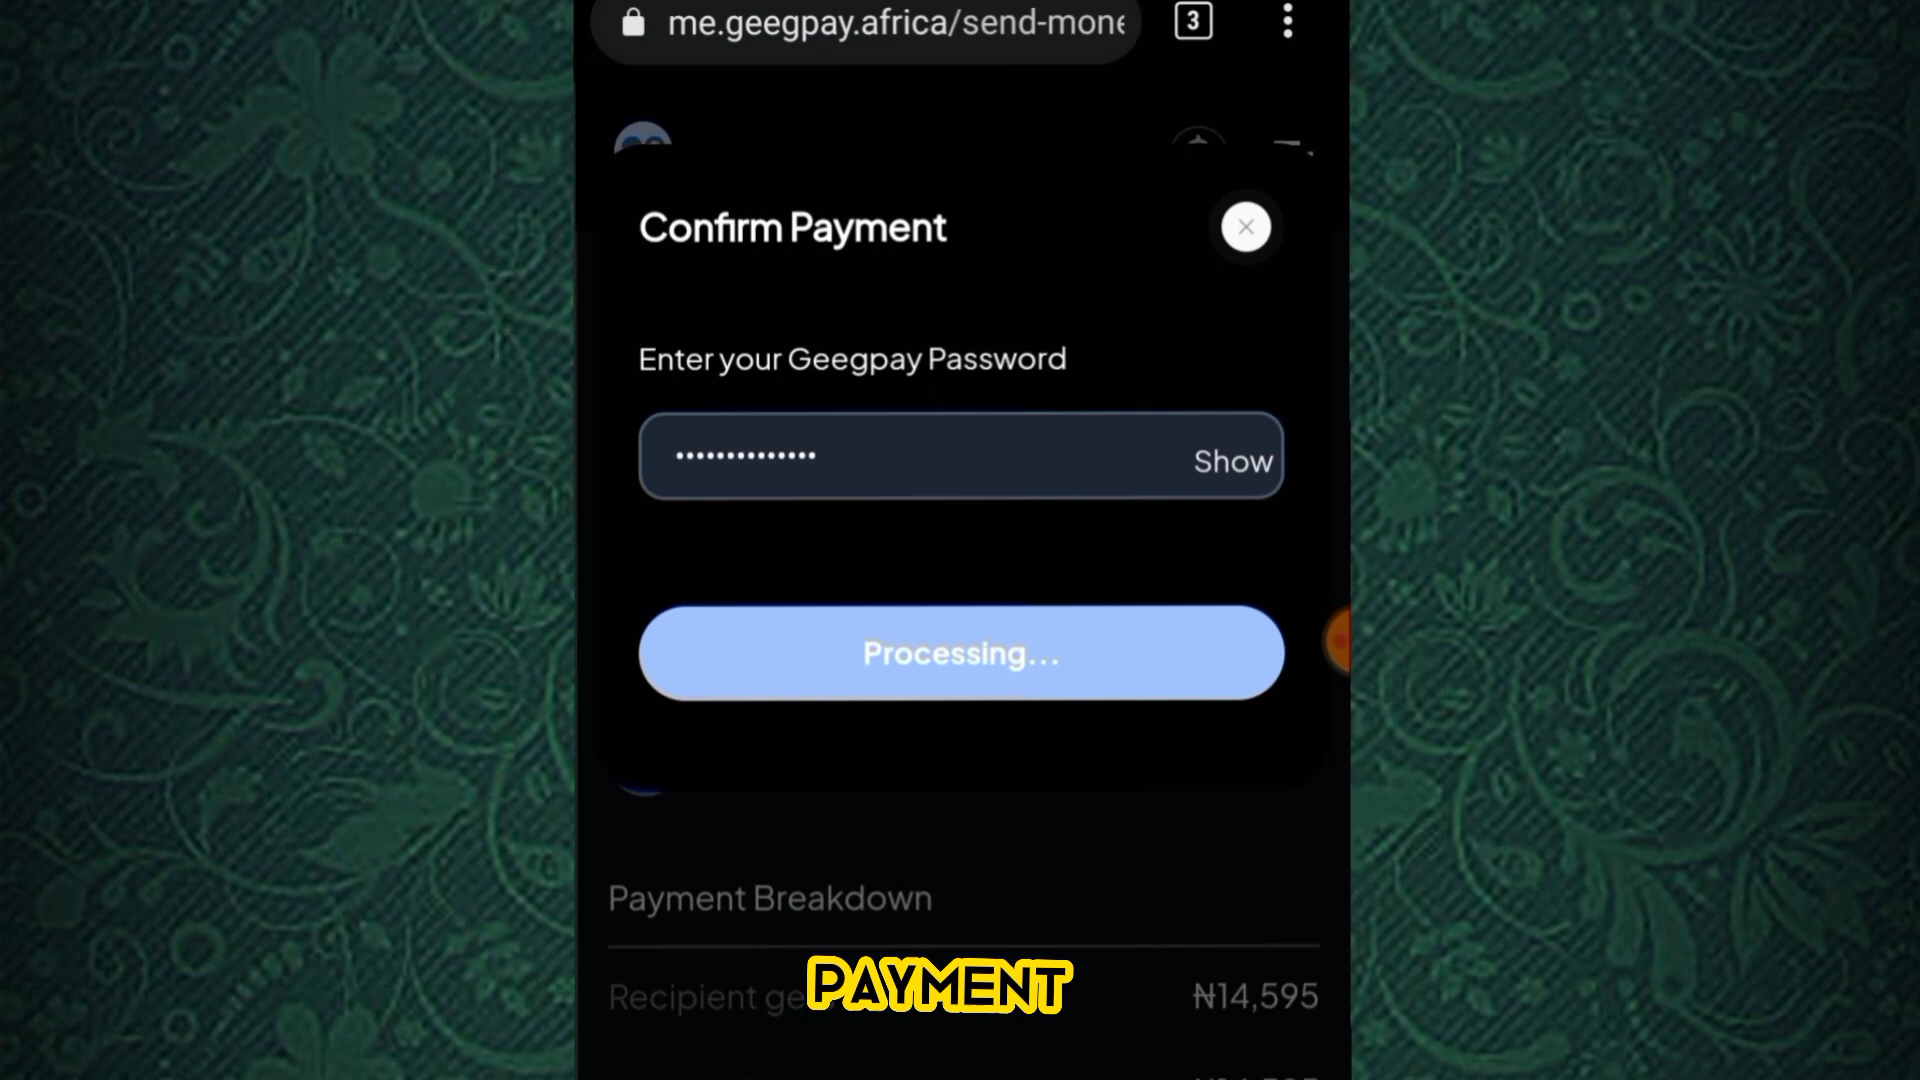 me.geegpay.africa/send-mone
3
Confirm Payment
Enter your Geegpay Password
••••••••••••••
Show
Processing...
Payment Breakdown
Recipient ge
PAYMENT
₦14,595